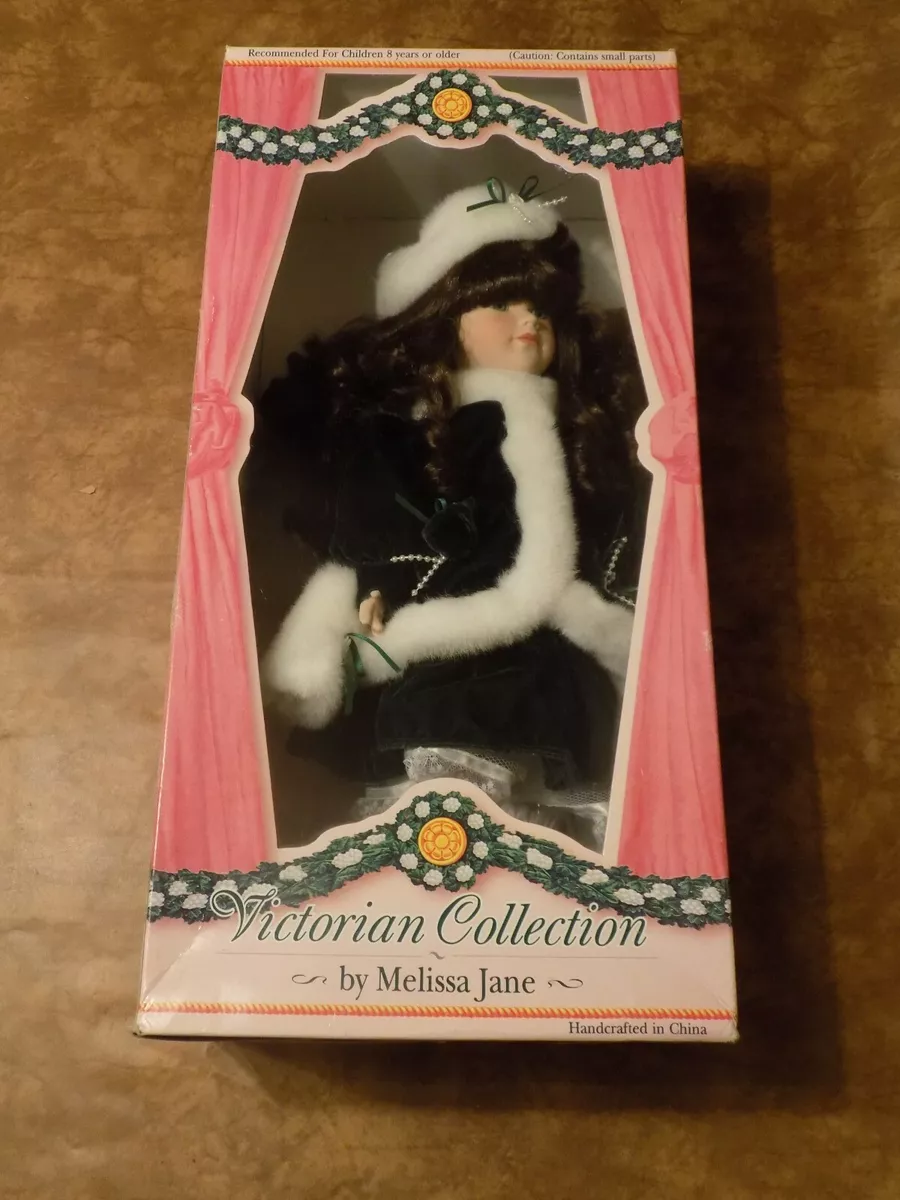 Recommended For Children 8 years or older (Caution: Contains small parts)
Victorian Collection
by Melissa Jane
Handcrafted in China